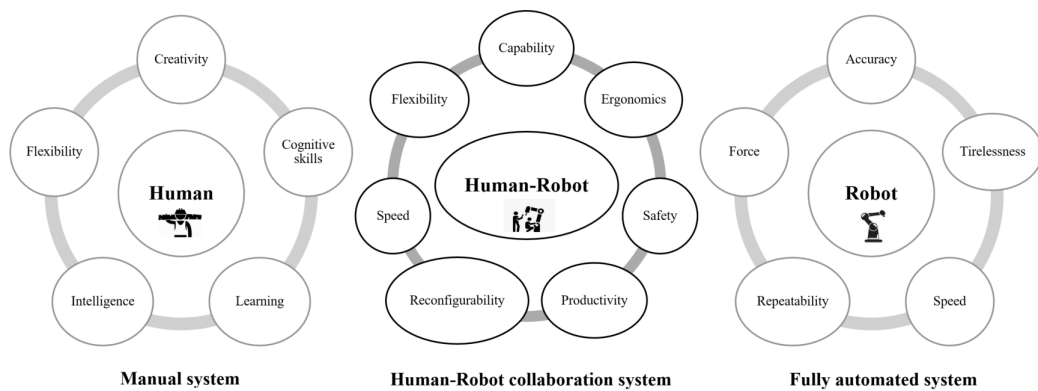 Creativity
Flexibility
Cognitive
skills
Human
Intelligence
Learning
Manual system
Capability
Flexibility
Ergonomics
Human-Robot
Speed
Safety
Reconfigurability
Productivity
Human-Robot collaboration system
Accuracy
Force
Tirelessness
Robot
Repeatability
Speed
Fully automated system